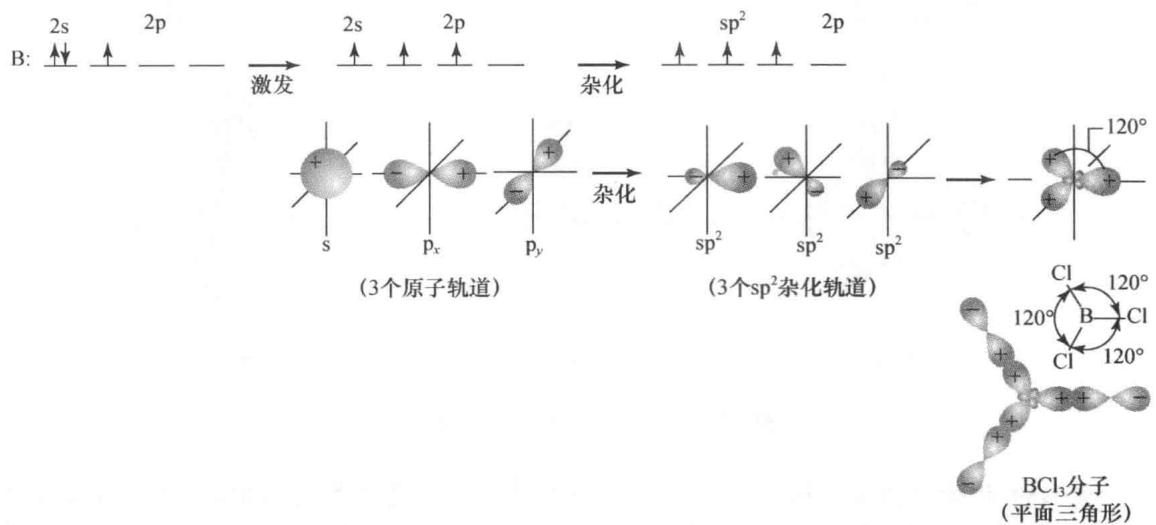 2s 2p 2s 2p sp² 2p
B:
激发 杂化
120°
+ − + + − − + + − − + + + +
杂化
s pₓ pᵧ sp² sp² sp²
(3个原子轨道) (3个sp²杂化轨道)
Cl 120°
120° B Cl
Cl 120°
− + + + + − + + −
BCl₃分子
(平面三角形)